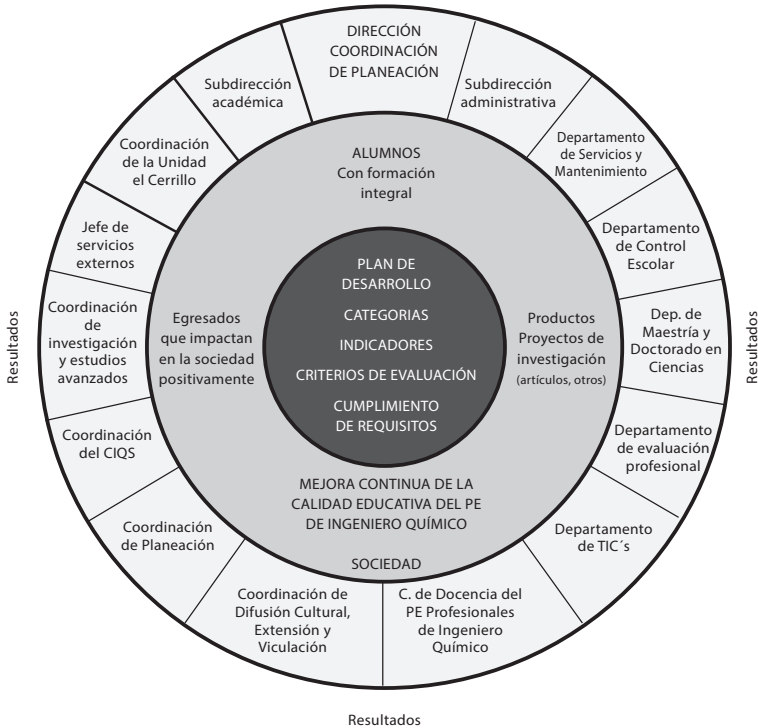 DIRECCIÓN
COORDINACIÓN
DE PLANEACIÓN
Subdirección
administrativa
Departamento
de Servicios y
Mantenimiento
Departamento
de Control
Escolar
Dep. de
Maestría y
Doctorado en
Ciencias
Departamento
de evaluación
profesional
Departamento
de TIC´s
C. de Docencia del
PE Profesionales
de Ingeniero
Químico
Coordinación de
Difusión Cultural,
Extensión y
Viculación
Coordinación
de Planeación
Coordinación
del CIQS
Coordinación
de
investigación
y estudios
avanzados
Jefe de
servicios
externos
Coordinación
de la Unidad
el Cerrillo
Subdirección
académica
ALUMNOS
Con formación
integral
Egresados
que impactan
en la sociedad
positivamente
Productos
Proyectos de
investigación
(artículos, otros)
MEJORA CONTINUA DE LA
CALIDAD EDUCATIVA DEL PE
DE INGENIERO QUÍMICO
SOCIEDAD
PLAN DE
DESARROLLO
CATEGORIAS
INDICADORES
CRITERIOS DE EVALUACIÓN
CUMPLIMIENTO
DE REQUISITOS
Resultados
Resultados
Resultados